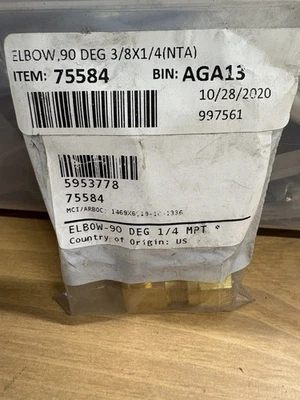 ELBOW,90 DEG 3/8X1/4(NTA)
ITEM: 75584 BIN: AGA13
10/28/2020
997561
5953778
75584
MCI/ARBOC:
ELBOW-90 DEG 1/4 MPT *
Country of Origin: US